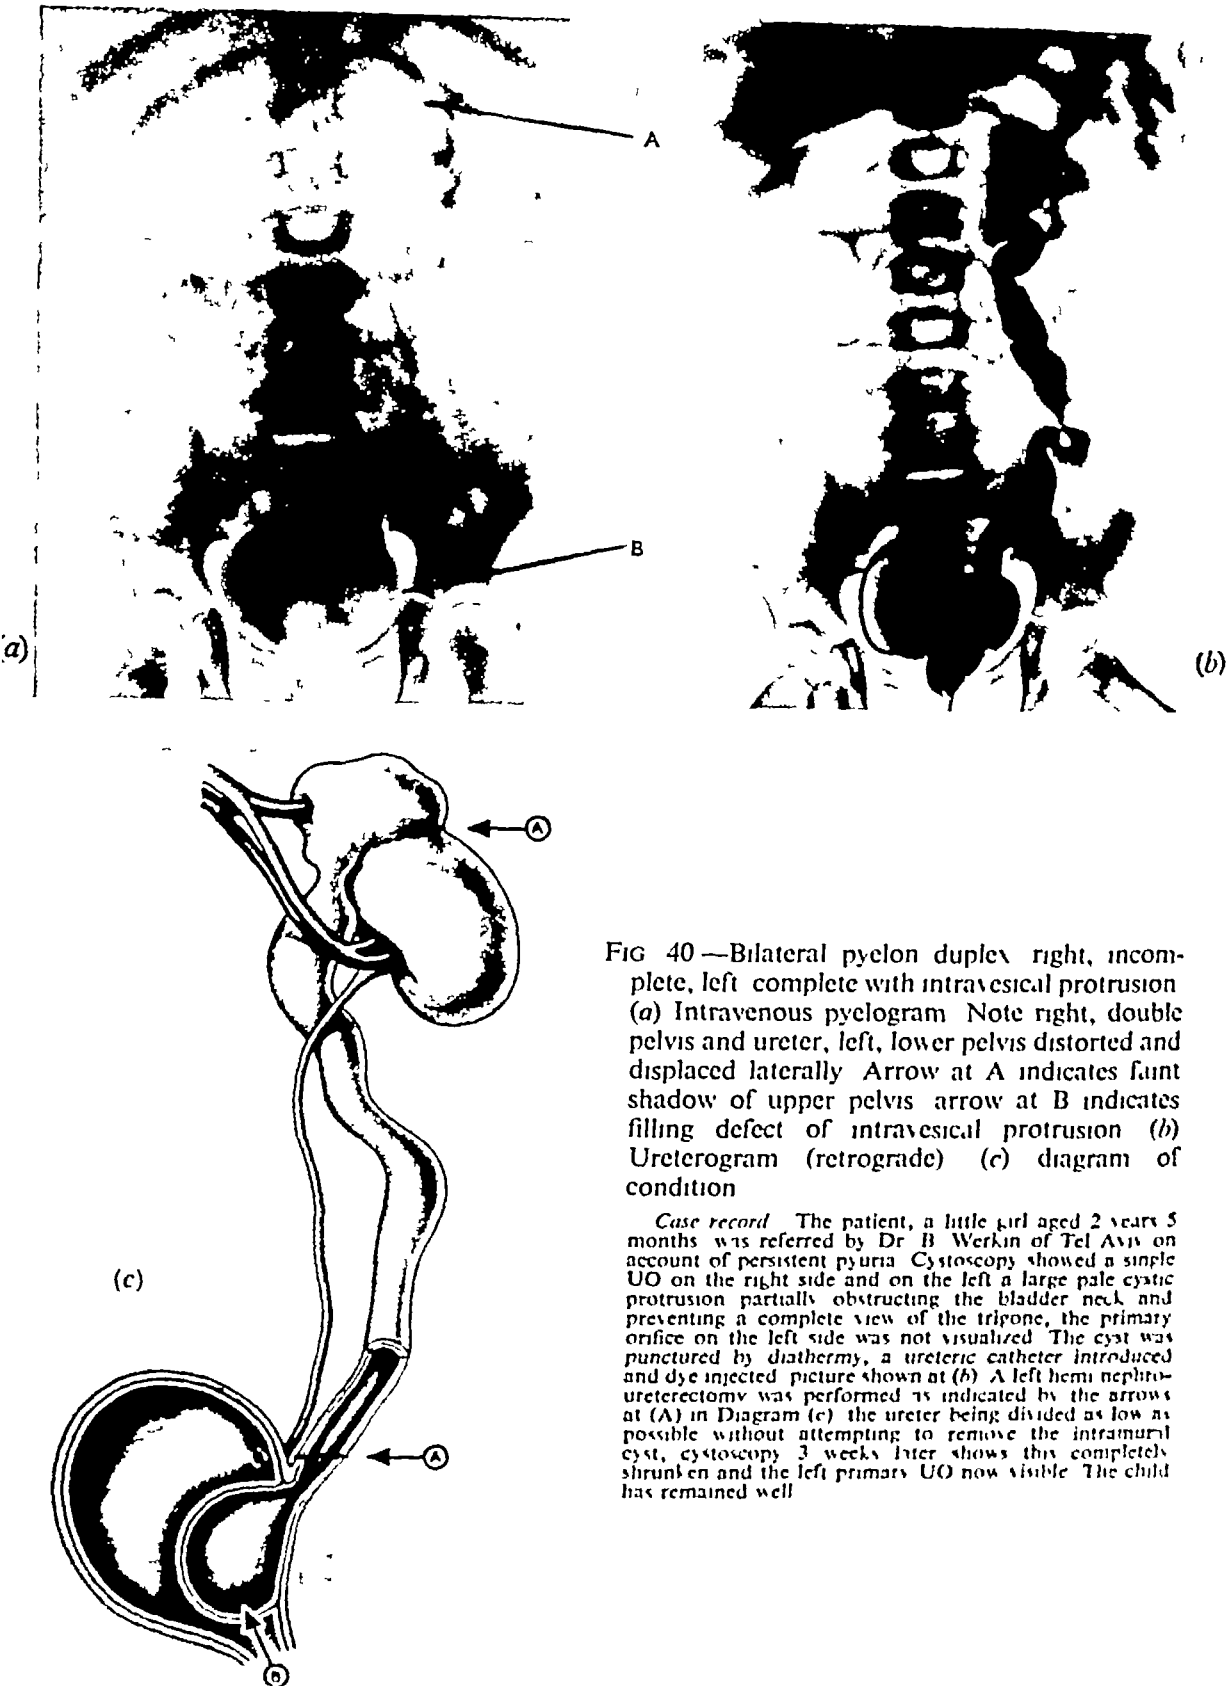 A
B
(a)
(b)
A
(c)
A
B
FIG 40—Bilateral pyelon duplex right, incom-
plete, left complete with intravesical protrusion
(a) Intravenous pyelogram Note right, double
pelvis and ureter, left, lower pelvis distorted and
displaced laterally Arrow at A indicates faint
shadow of upper pelvis arrow at B indicates
filling defect of intravesical protrusion (b)
Ureterogram (retrograde) (c) diagram of
condition
Case record The patient, a little girl aged 2 years 5
months was referred by Dr B Werkin of Tel Aviv on
account of persistent pyuria Cystoscopy showed a single
UO on the right side and on the left a large pale cystic
protrusion partially obstructing the bladder neck and
preventing a complete view of the trigone, the primary
orifice on the left side was not visualized The cyst was
punctured by diathermy, a ureteric catheter introduced
and dye injected picture shown at (b) A left hemi nephro-
ureterectomy was performed as indicated by the arrows
at (A) in Diagram (c) the ureter being divided as low as
possible without attempting to remove the intramural
cyst, cystoscopy 3 weeks later shows this completely
shrunken and the left primary UO now visible The child
has remained well